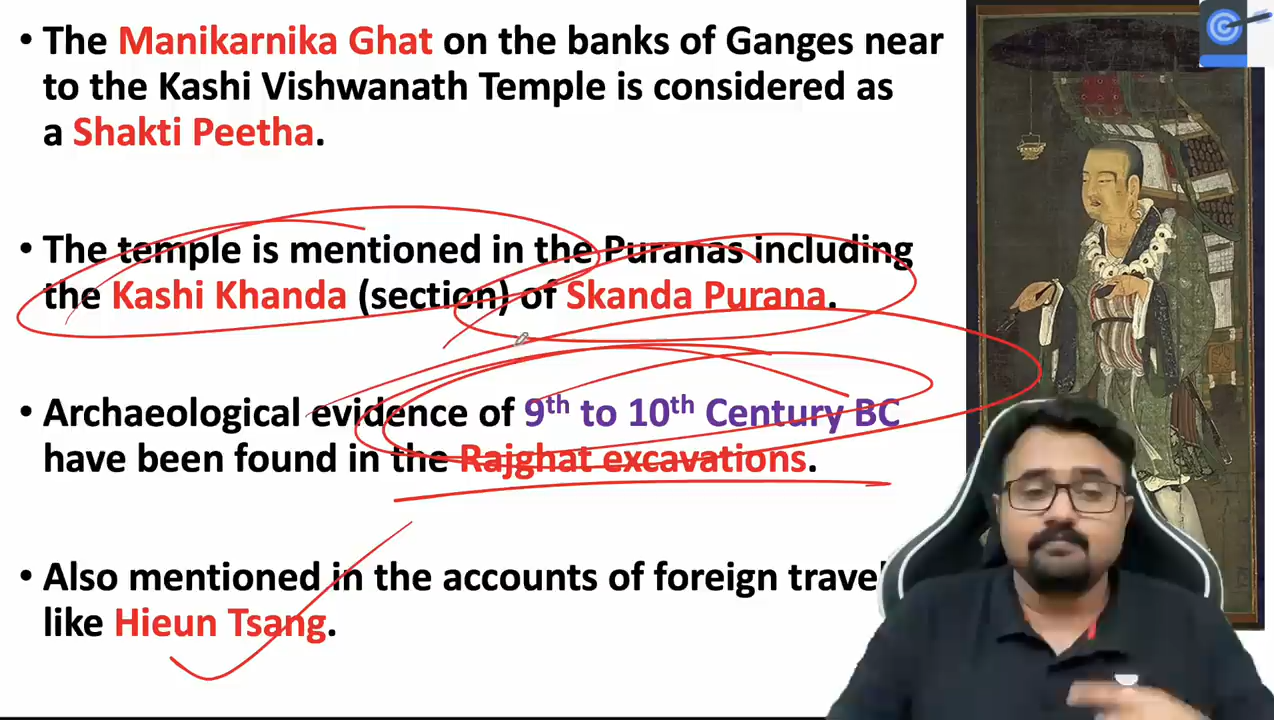 • The Manikarnika Ghat on the banks of Ganges near
to the Kashi Vishwanath Temple is considered as
a Shakti Peetha.
• The temple is mentioned in the Puranas including
the Kashi Khanda (section) of Skanda Purana.
• Archaeological evidence of 9th to 10th Century BC
have been found in the Rajghat excavations.
• Also mentioned in the accounts of foreign
like Hieun Tsang.